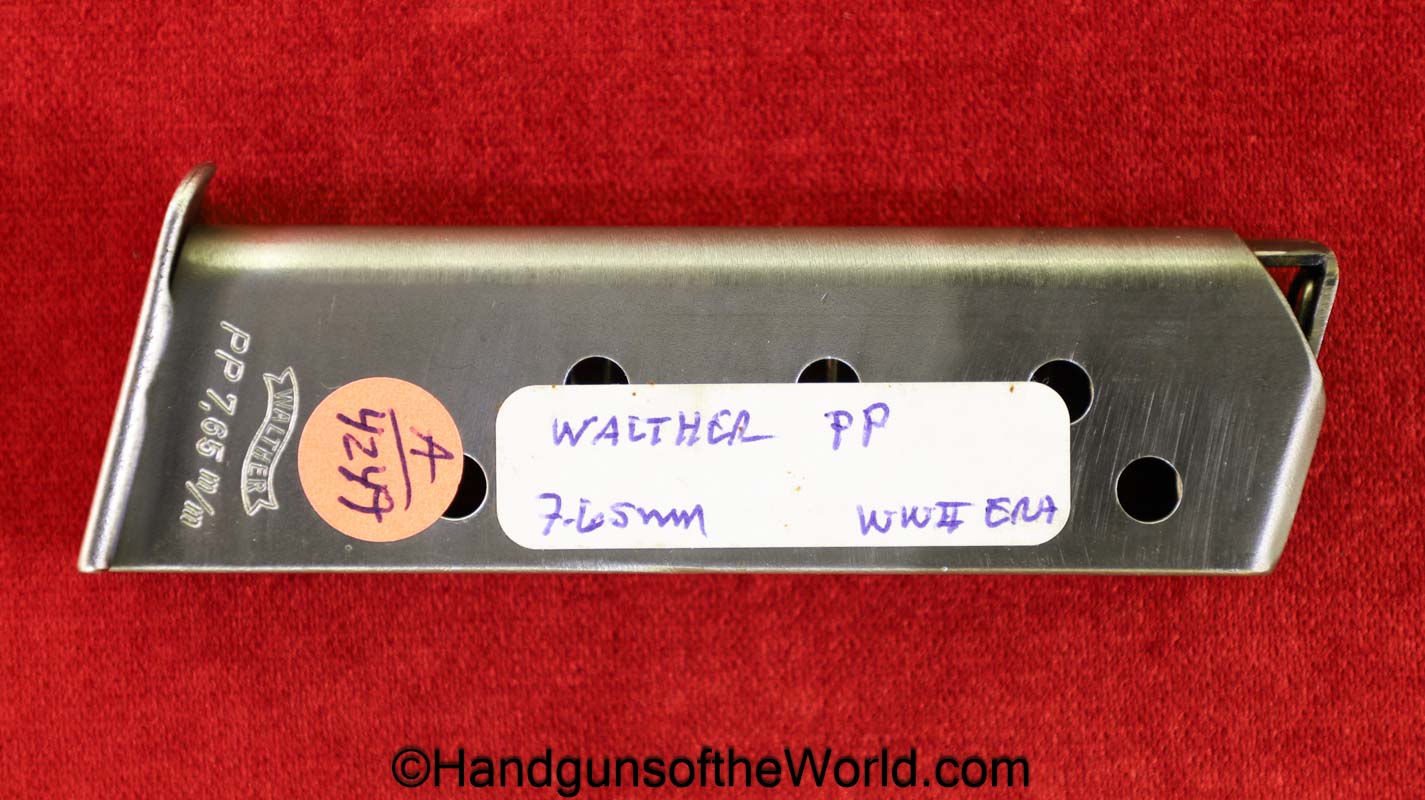 PP 7,65 m/m
WALTHER
A
4247
WALTHER PP
7.65mm WWII ERA
©HandgunsoftheWorld.com